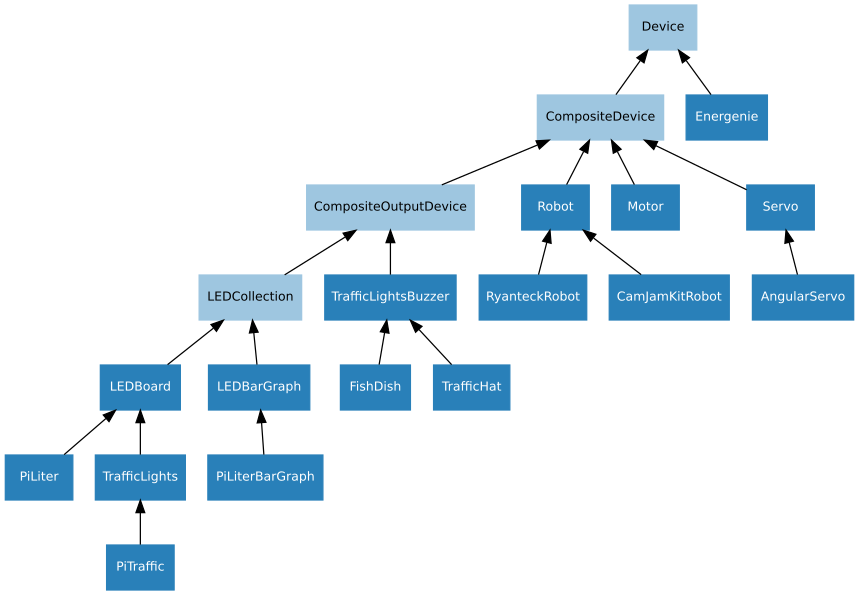 Device
CompositeDevice
Energenie
CompositeOutputDevice
Robot
Motor
Servo
LEDCollection
TrafficLightsBuzzer
RyanteckRobot
CamJamKitRobot
AngularServo
LEDBoard
LEDBarGraph
FishDish
TrafficHat
PiLiter
TrafficLights
PiLiterBarGraph
PiTraffic